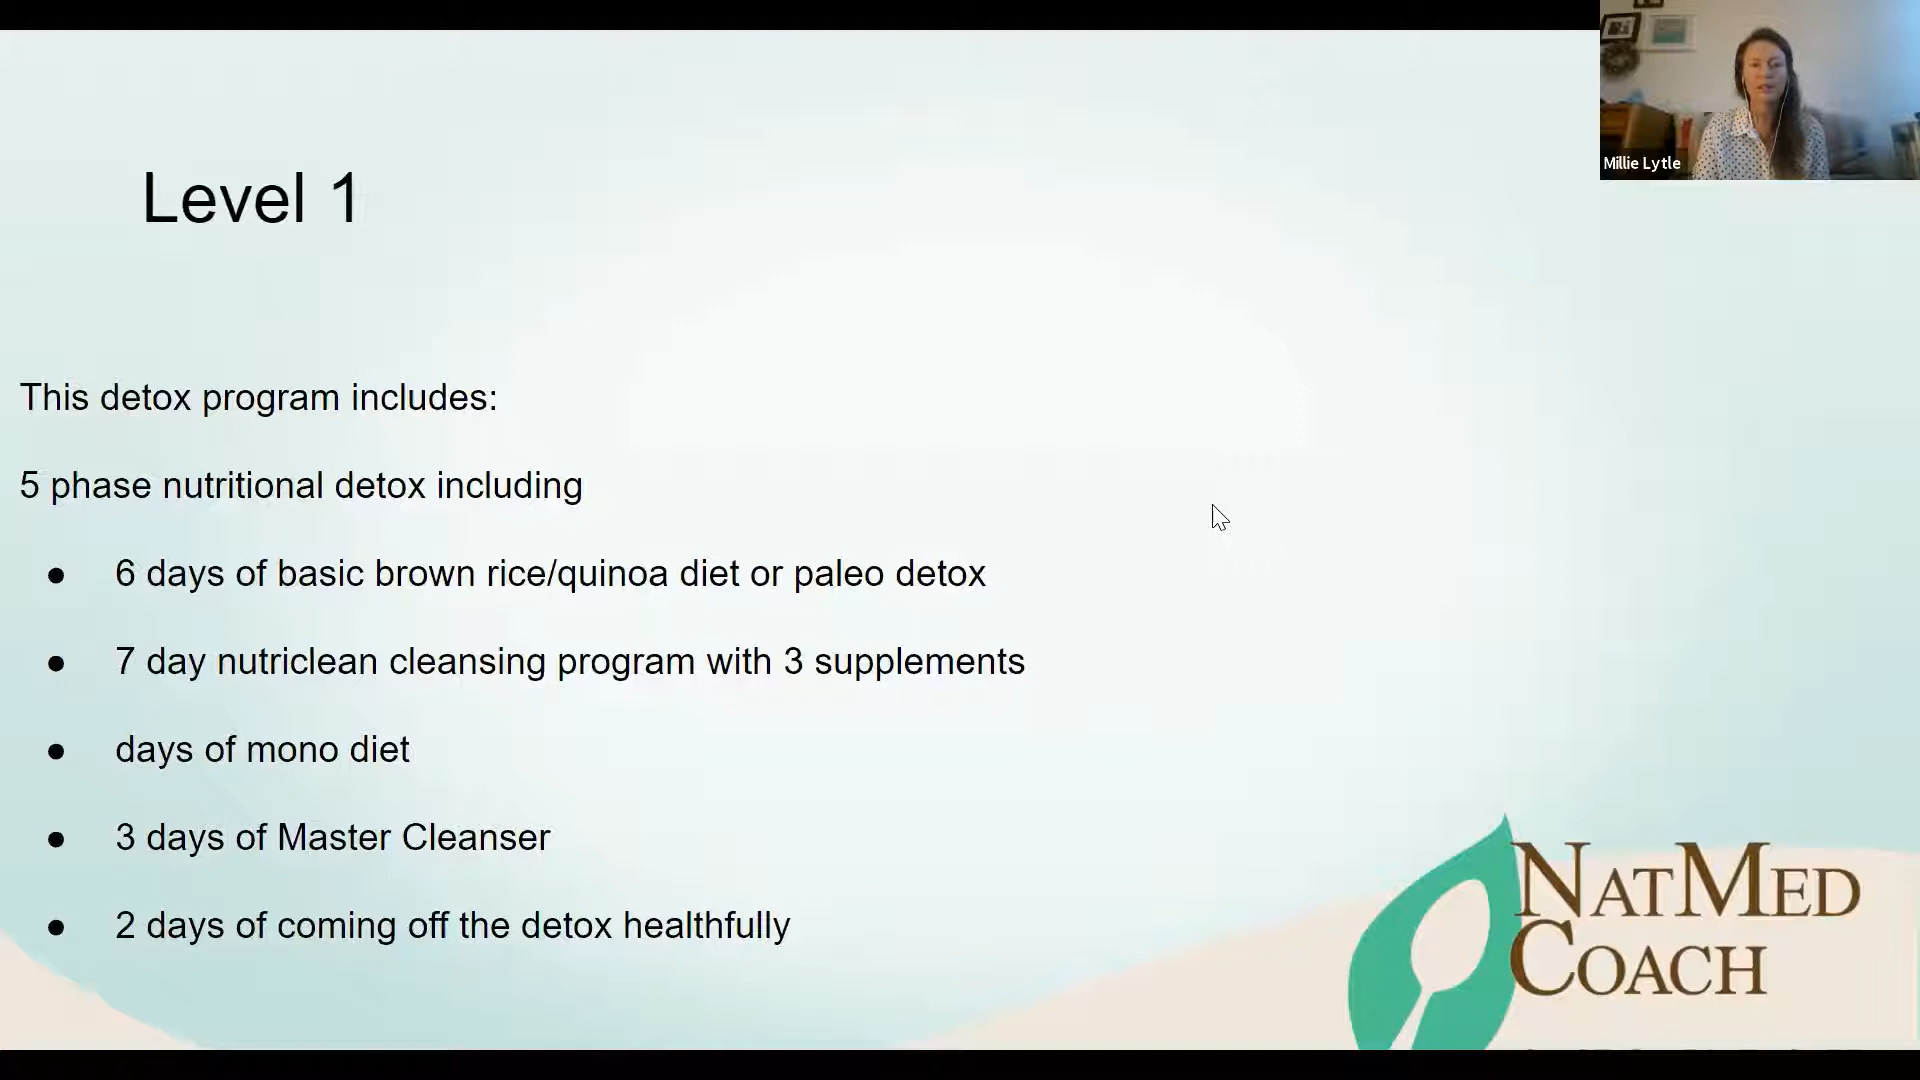 Millie Lytle
Level 1
This detox program includes:
5 phase nutritional detox including
● 6 days of basic brown rice/quinoa diet or paleo detox
● 7 day nutriclean cleansing program with 3 supplements
● days of mono diet
● 3 days of Master Cleanser
● 2 days of coming off the detox healthfully
NATMED
COACH